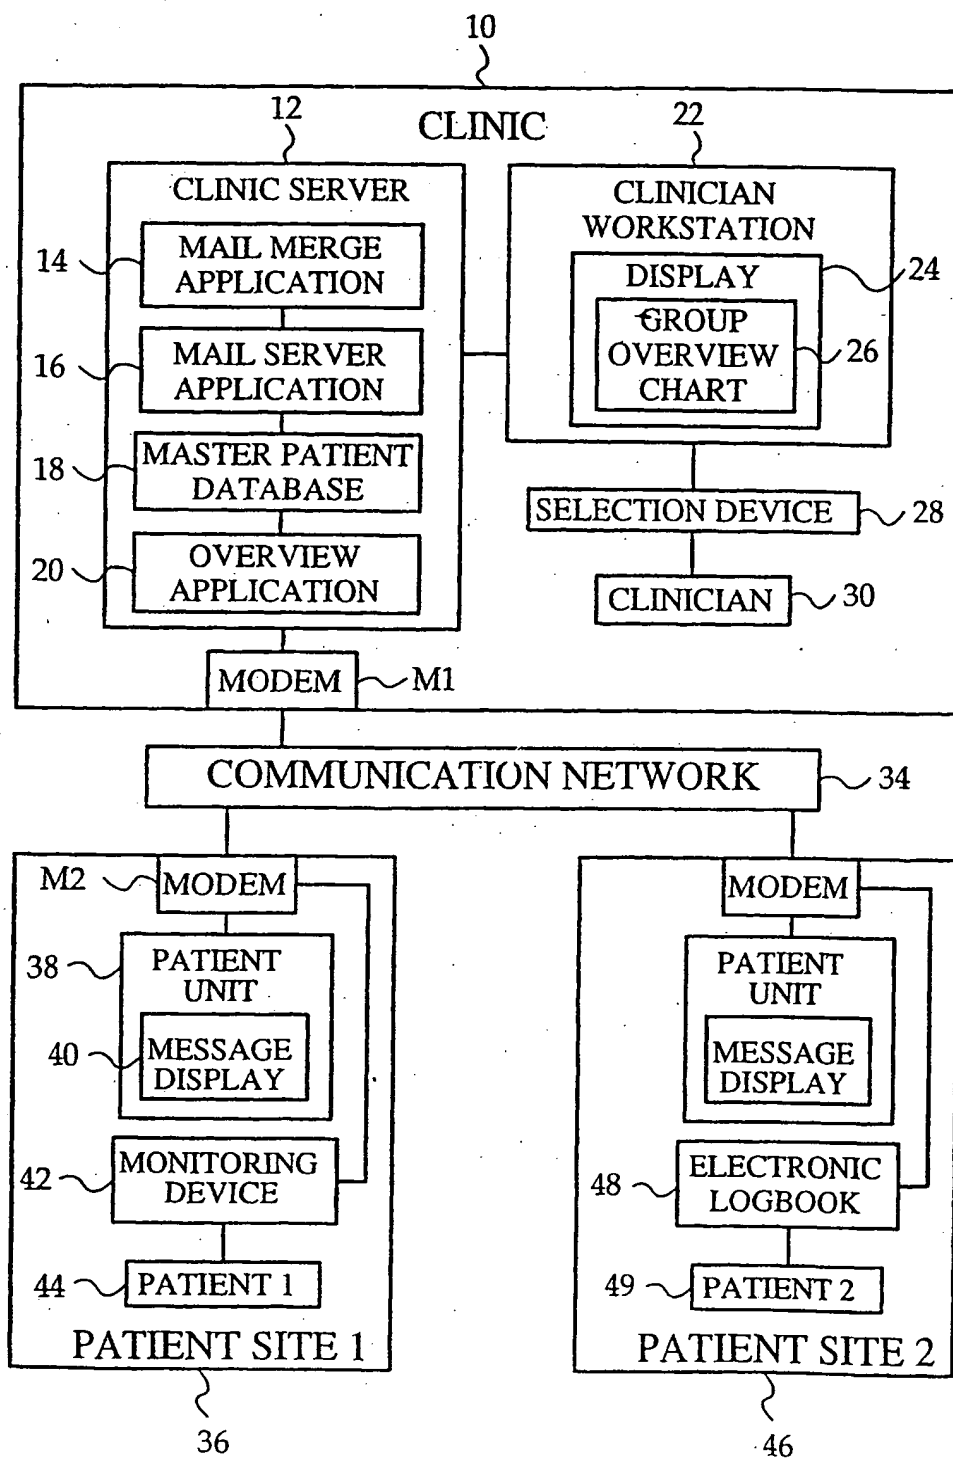 10
CLINIC
12
22
CLINIC SERVER
MAIL MERGE
APPLICATION
14
MAIL SERVER
APPLICATION
16
MASTER PATIENT
DATABASE
18
OVERVIEW
APPLICATION
20
CLINICIAN
WORKSTATION
DISPLAY
24
GROUP
OVERVIEW
CHART
26
SELECTION DEVICE
28
CLINICIAN
30
MODEM
M1
COMMUNICATION NETWORK
34
M2
MODEM
38
PATIENT
UNIT
40
MESSAGE
DISPLAY
42
MONITORING
DEVICE
44
PATIENT 1
PATIENT SITE 1
36
MODEM
PATIENT
UNIT
MESSAGE
DISPLAY
48
ELECTRONIC
LOGBOOK
49
PATIENT 2
PATIENT SITE 2
46